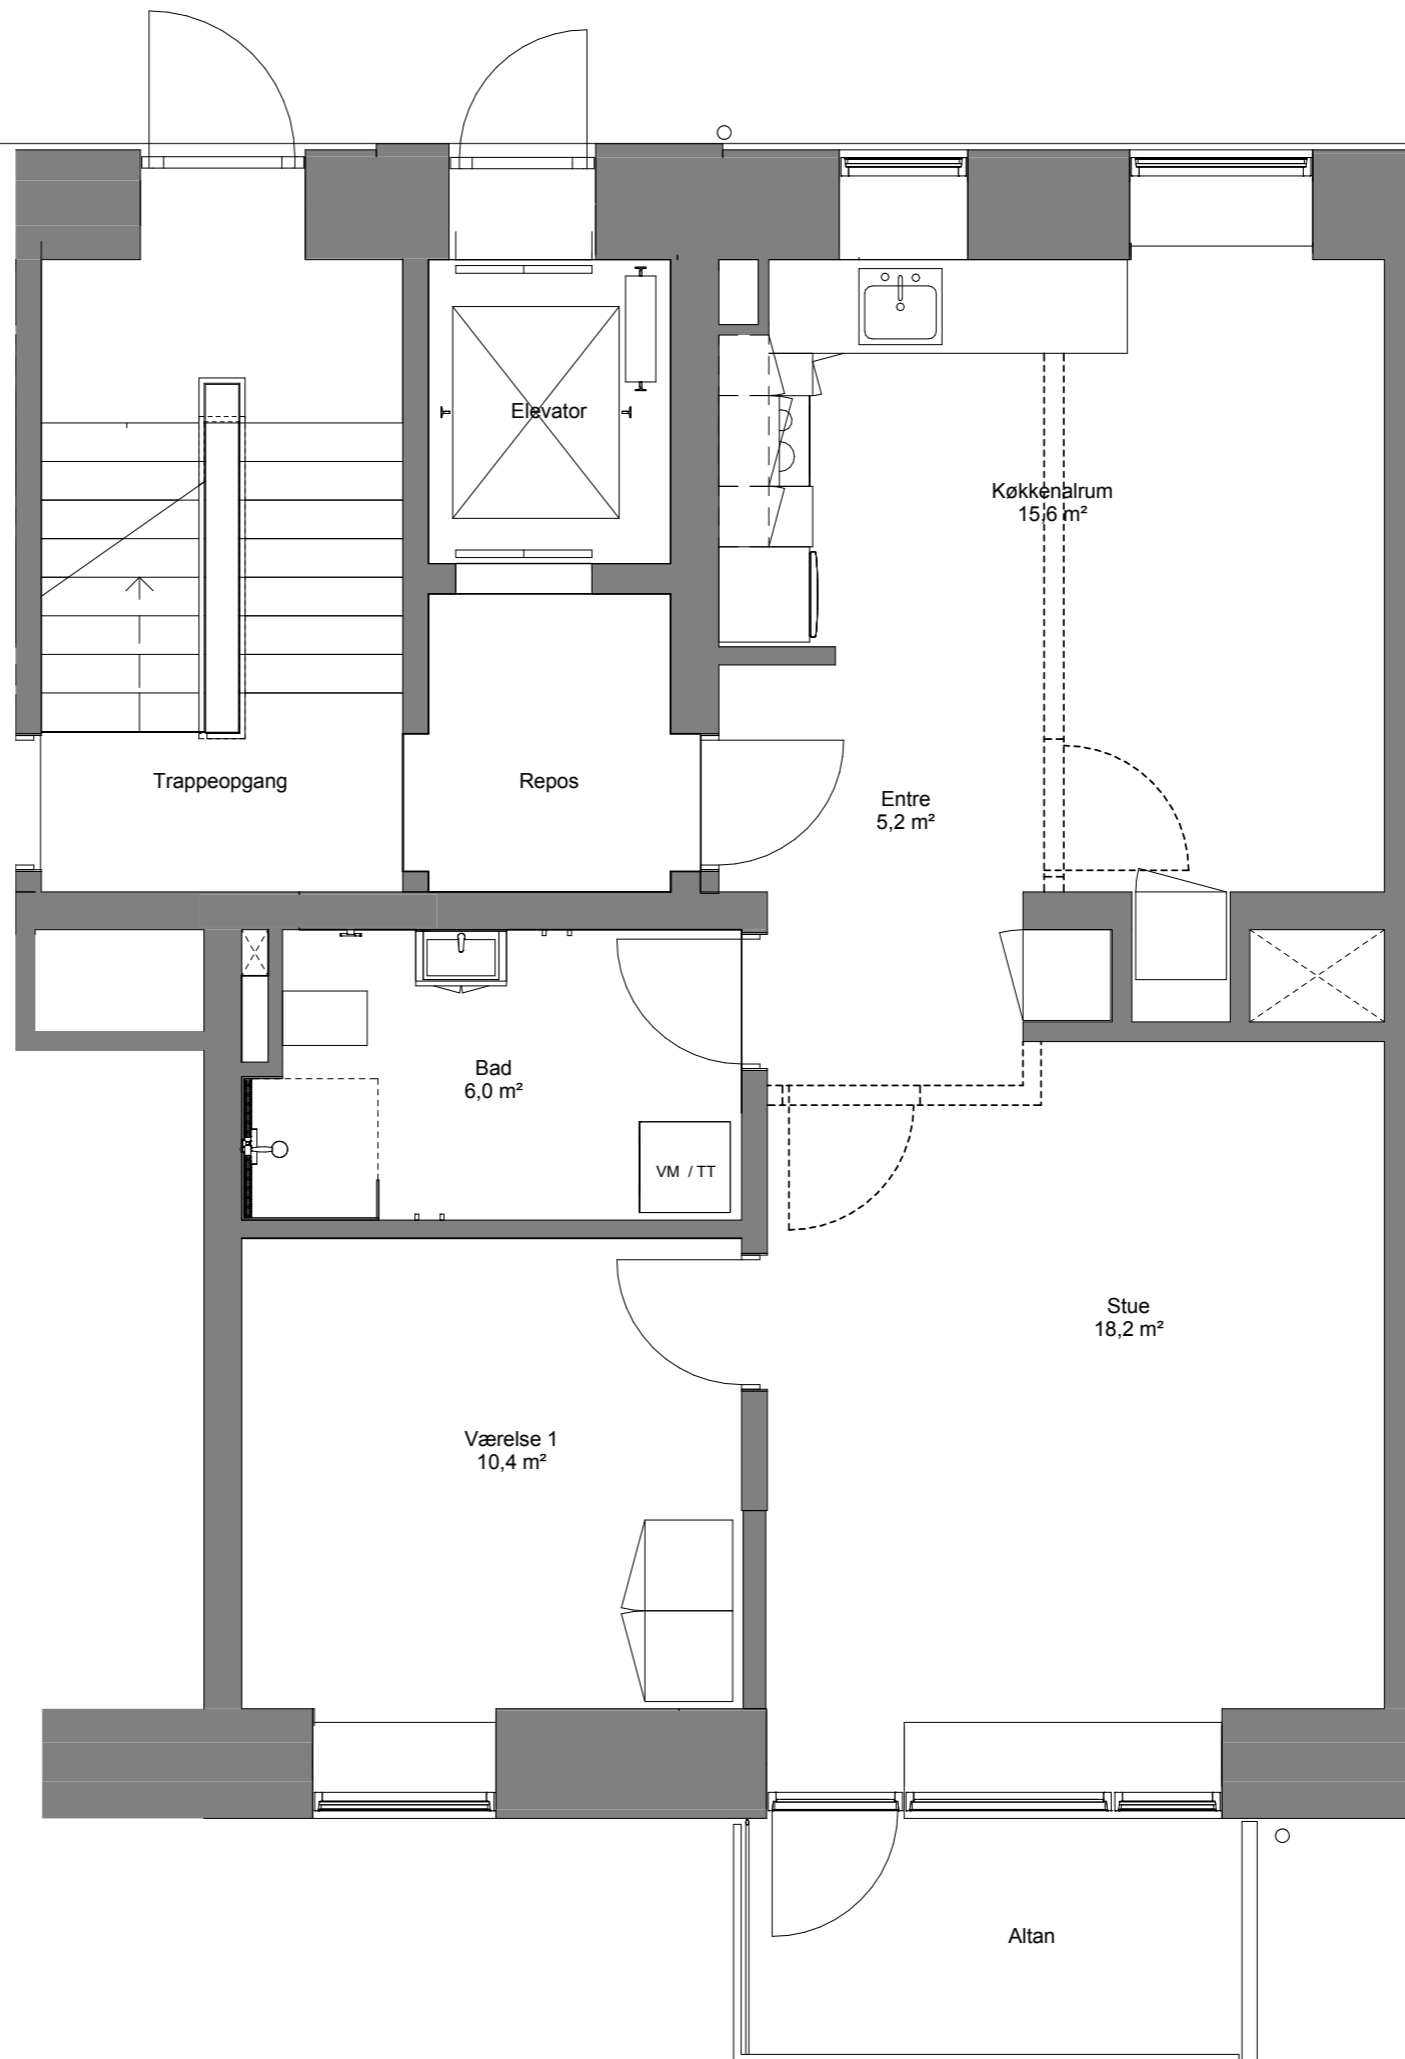 Elevator
Køkkenalrum
15,6 m²
Trappeopgang
Repos
Entre
5,2 m²
Bad
6,0 m²
VM / TT
Stue
18,2 m²
Værelse 1
10,4 m²
Altan